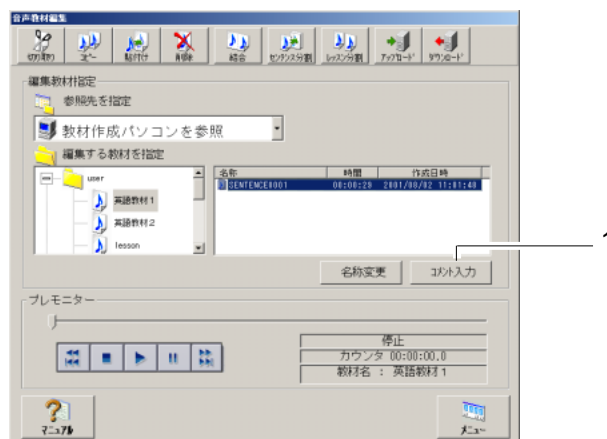 音声教材編集
切り取り コピー 貼付け 削除 結合 センテンス分割 レッスン分割 アップロード ダウンロード
編集教材指定
参照先を指定
教材作成パソコンを参照
編集する教材を指定
user
英語教材1
英語教材2
lesson
名称 時間 作成日時
SENTENCE0001 00:00:29 2001/08/02 11:01:48
名称変更 コメント入力
1
プレモニター
停止
カウンタ 00:00:00.0
教材名 : 英語教材1
マニュアル メニュー